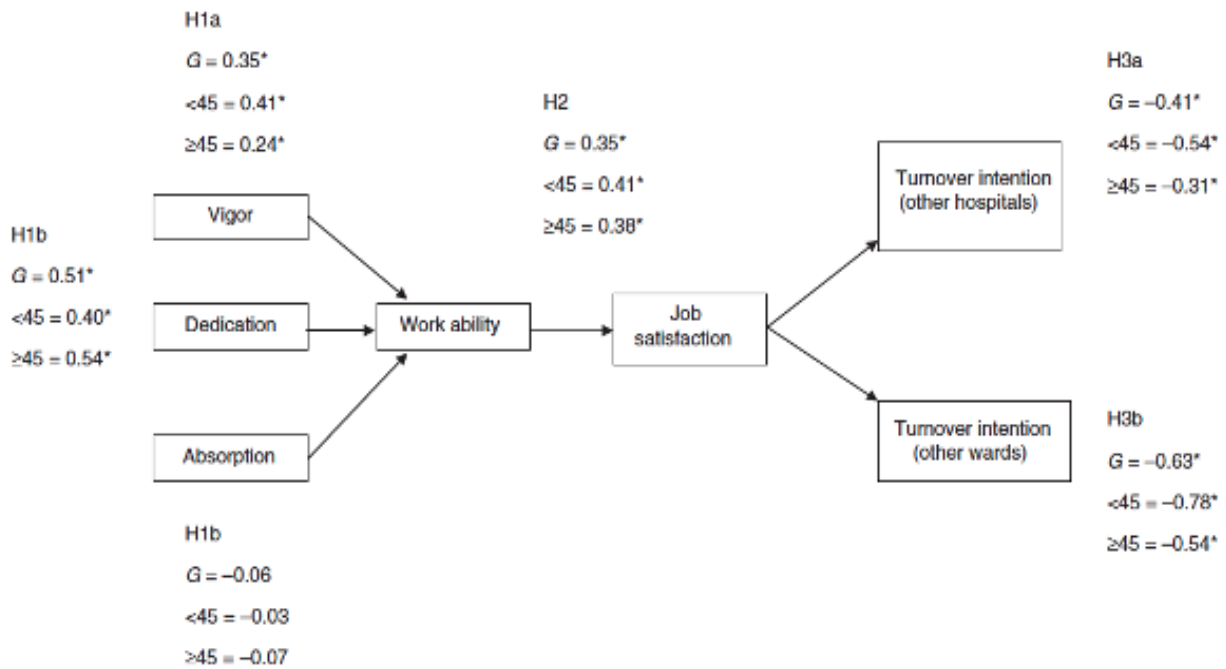 H1a
G = 0.35*
<45 = 0.41*
≥45 = 0.24*
H2
G = 0.35*
<45 = 0.41*
≥45 = 0.38*
H3a
G = –0.41*
<45 = –0.54*
≥45 = –0.31*
H1b
G = 0.51*
<45 = 0.40*
≥45 = 0.54*
Vigor
Dedication
Absorption
Work ability
Job
satisfaction
Turnover intention
(other hospitals)
Turnover intention
(other wards)
H1b
G = –0.06
<45 = –0.03
≥45 = –0.07
H3b
G = –0.63*
<45 = –0.78*
≥45 = –0.54*